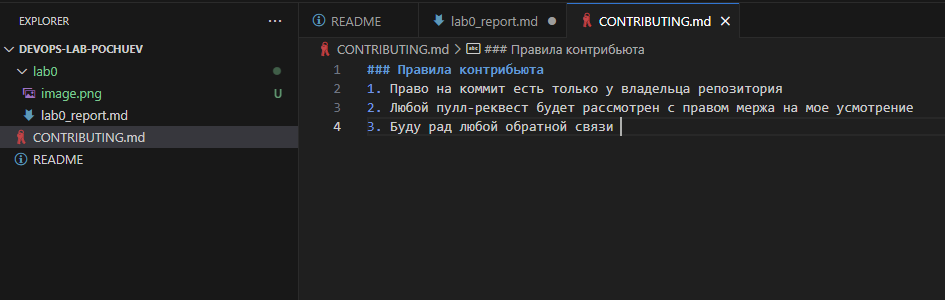 EXPLORER
DEVOPS-LAB-POCHUEV
lab0
image.png U
lab0_report.md
CONTRIBUTING.md
README
README lab0_report.md CONTRIBUTING.md
CONTRIBUTING.md > abc ### Правила контрибьюта
1 ### Правила контрибьюта
2 1. Право на коммит есть только у владельца репозитория
3 2. Любой пулл-реквест будет рассмотрен с правом мержа на мое усмотрение
4 3. Буду рад любой обратной связи